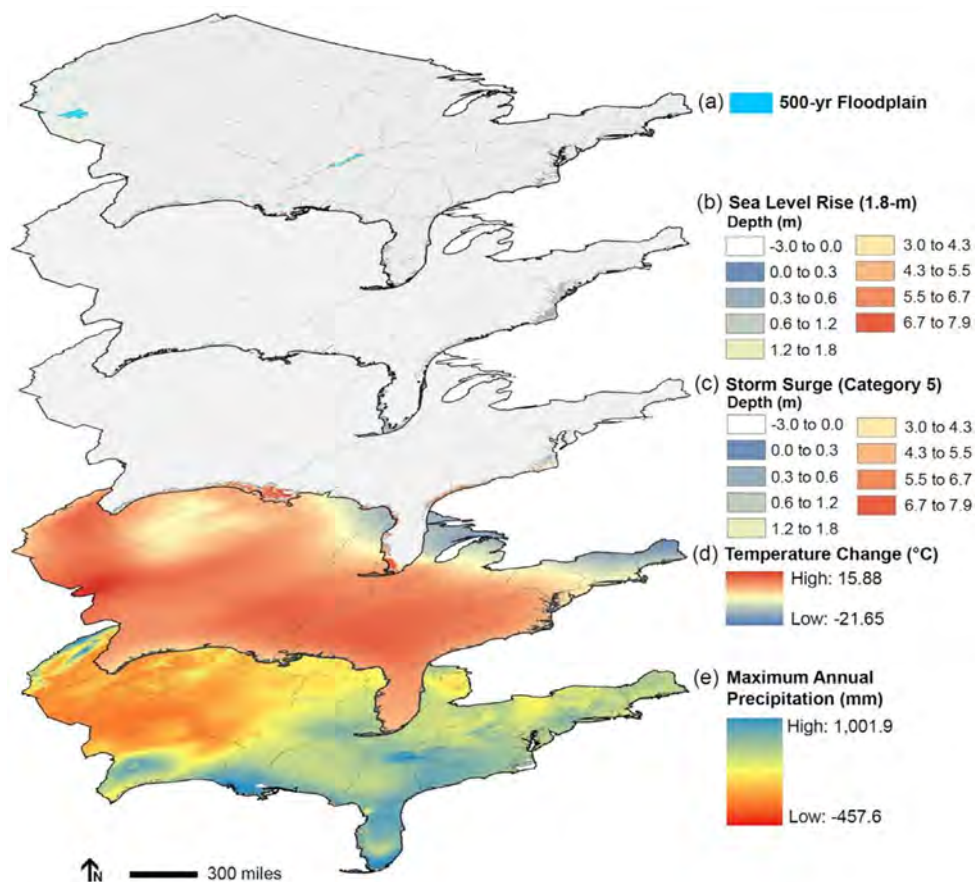 (a) 500-yr Floodplain
(b) Sea Level Rise (1.8-m)
Depth (m)
-3.0 to 0.0 3.0 to 4.3
0.0 to 0.3 4.3 to 5.5
0.3 to 0.6 5.5 to 6.7
0.6 to 1.2 6.7 to 7.9
1.2 to 1.8
(c) Storm Surge (Category 5)
Depth (m)
-3.0 to 0.0 3.0 to 4.3
0.0 to 0.3 4.3 to 5.5
0.3 to 0.6 5.5 to 6.7
0.6 to 1.2 6.7 to 7.9
1.2 to 1.8
(d) Temperature Change (°C)
High: 15.88
Low: -21.65
(e) Maximum Annual
Precipitation (mm)
High: 1,001.9
Low: -457.6
N 300 miles